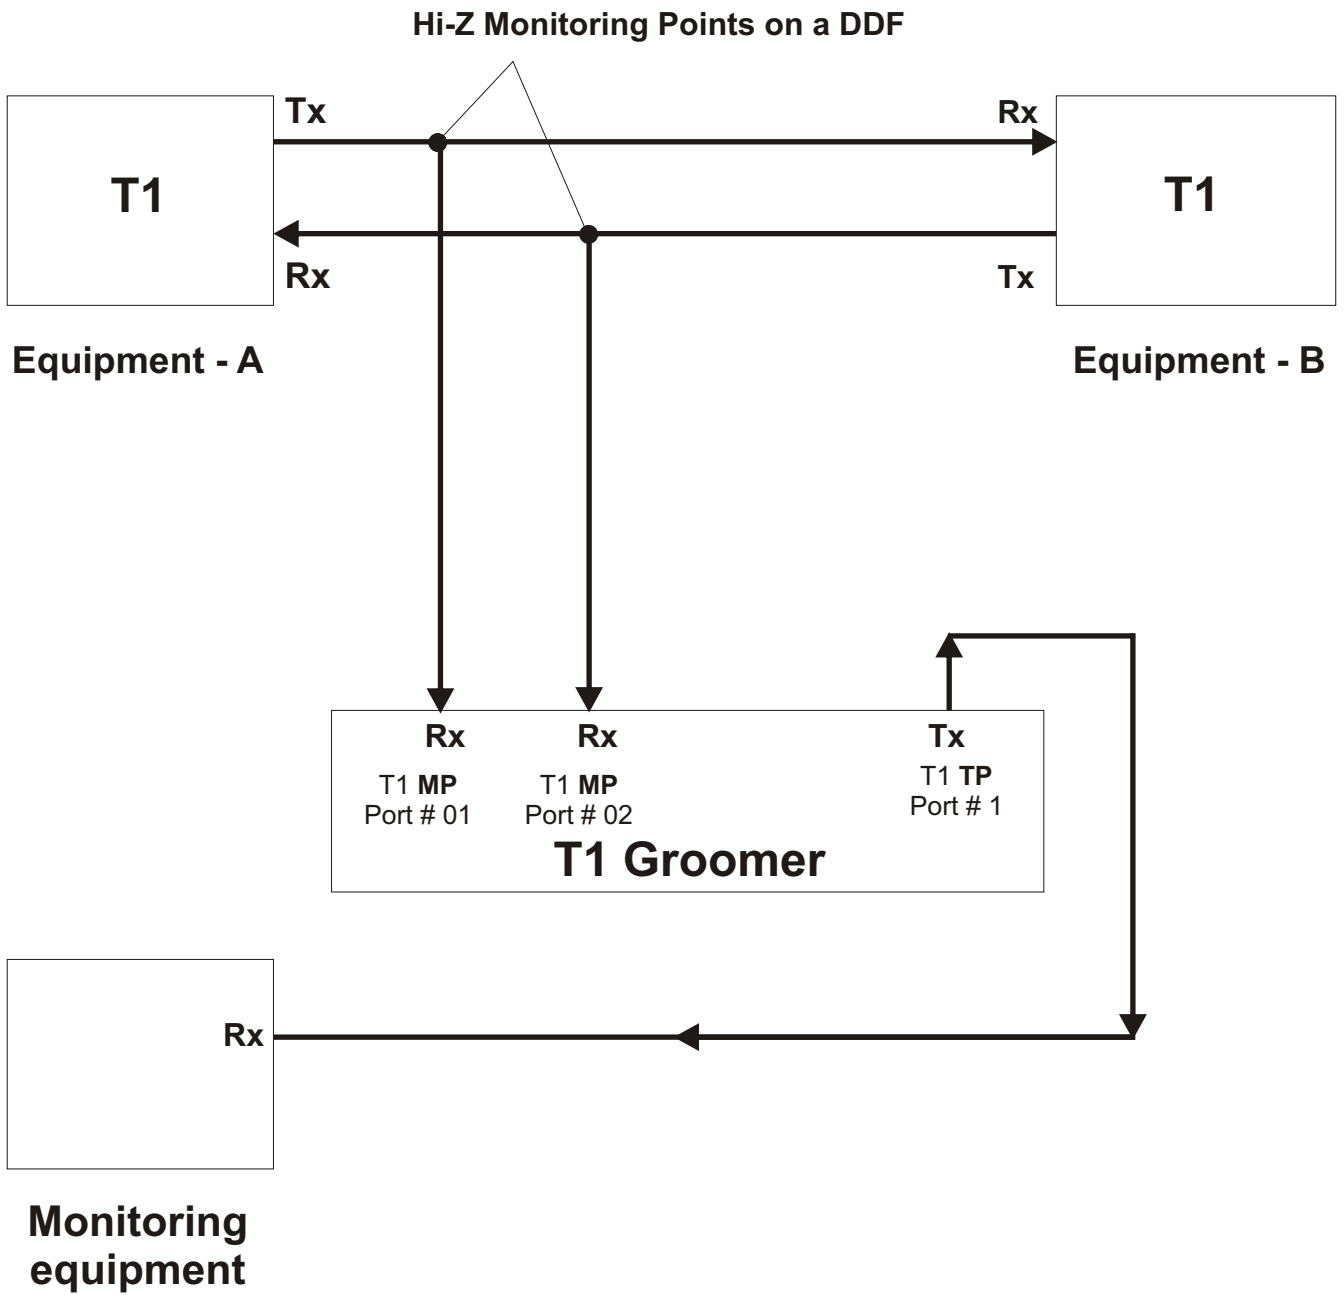 Hi-Z Monitoring Points on a DDF
Tx
Rx
T1
T1
Rx
Tx
Equipment - A
Equipment - B
Rx
Rx
Tx
T1 MP
Port # 01
T1 MP
Port # 02
T1 TP
Port # 1
T1 Groomer
Rx
Monitoring
equipment